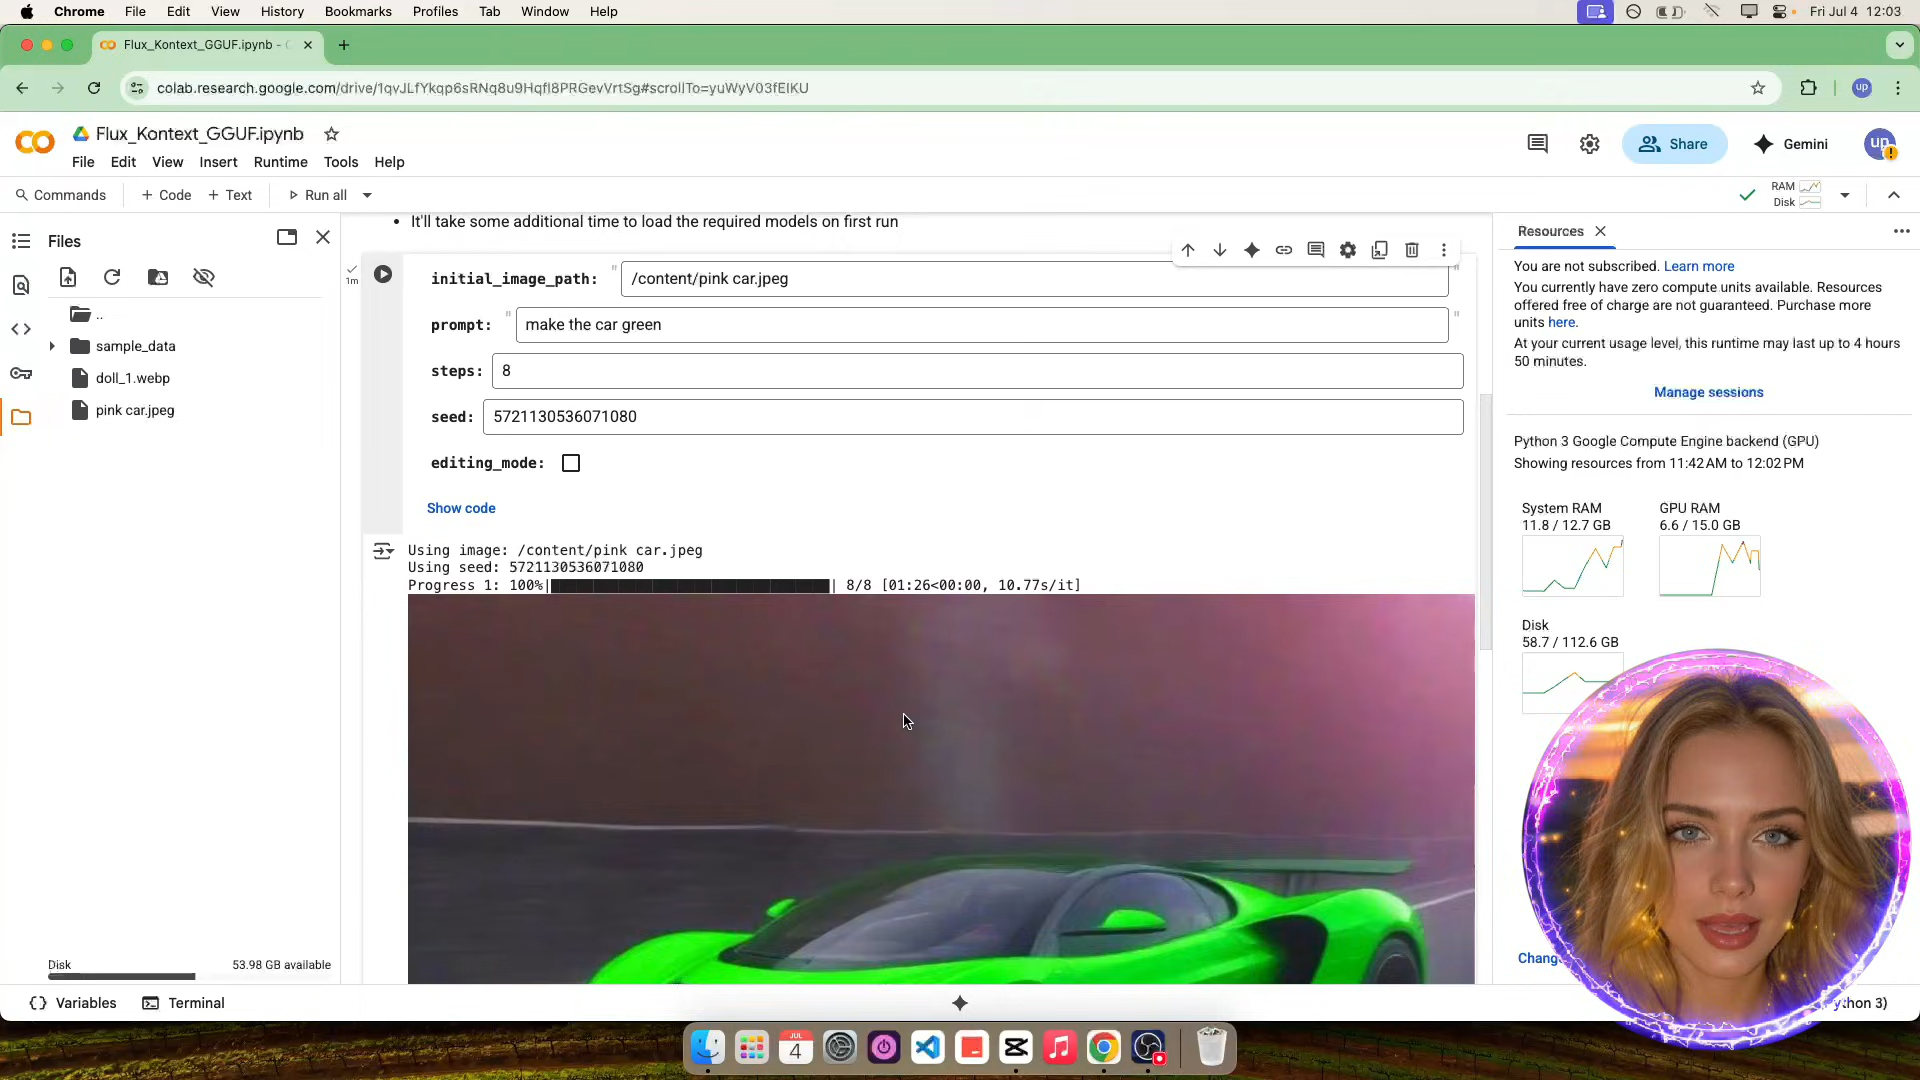 Chrome File Edit View History Bookmarks Profiles Tab Window Help Fri Jul 4 12:03
Flux_Kontext_GGUF.ipynb -
colab.research.google.com/drive/1qvJLfYkqp6sRNq8u9Hqfl8PRGevVrtSg#scrollTo=yuWyV03fEIKU
up
Flux_Kontext_GGUF.ipynb
Share Gemini up
File Edit View Insert Runtime Tools Help
Commands + Code + Text Run all
RAM
Disk
Files
..
sample_data
doll_1.webp
pink car.jpeg
Disk 53.98 GB available
• It'll take some additional time to load the required models on first run
1m
initial_image_path: "/content/pink car.jpeg"
prompt: "make the car green"
steps: 8
seed: 5721130536071080
editing_mode:
Show code
Using image: /content/pink car.jpeg
Using seed: 5721130536071080
Progress 1: 100%|| 8/8 [01:26<00:00, 10.77s/it]
Resources
You are not subscribed. Learn more
You currently have zero compute units available. Resources
offered free of charge are not guaranteed. Purchase more
units here.
At your current usage level, this runtime may last up to 4 hours
50 minutes.
Manage sessions
Python 3 Google Compute Engine backend (GPU)
Showing resources from 11:42 AM to 12:02 PM
System RAM GPU RAM
11.8 / 12.7 GB 6.6 / 15.0 GB
Disk
58.7 / 112.6 GB
Variables Terminal
JUL
4